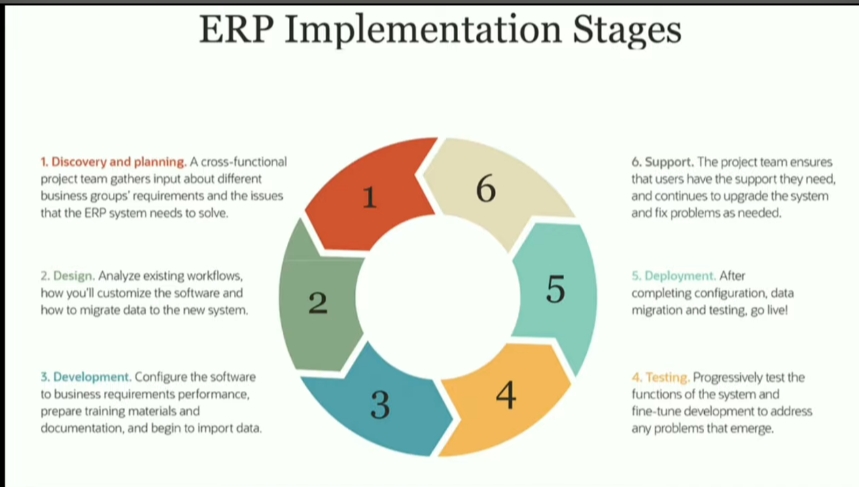 ERP Implementation Stages
1. Discovery and planning. A cross-functional
project team gathers input about different
business groups' requirements and the issues
that the ERP system needs to solve.
2. Design. Analyze existing workflows,
how you'll customize the software and
how to migrate data to the new system.
3. Development. Configure the software
to business requirements performance,
prepare training materials and
documentation, and begin to import data.
1
2
3
4
5
6
6. Support. The project team ensures
that users have the support they need,
and continues to upgrade the system
and fix problems as needed.
5. Deployment. After
completing configuration, data
migration and testing, go live!
4. Testing. Progressively test the
functions of the system and
fine-tune development to address
any problems that emerge.